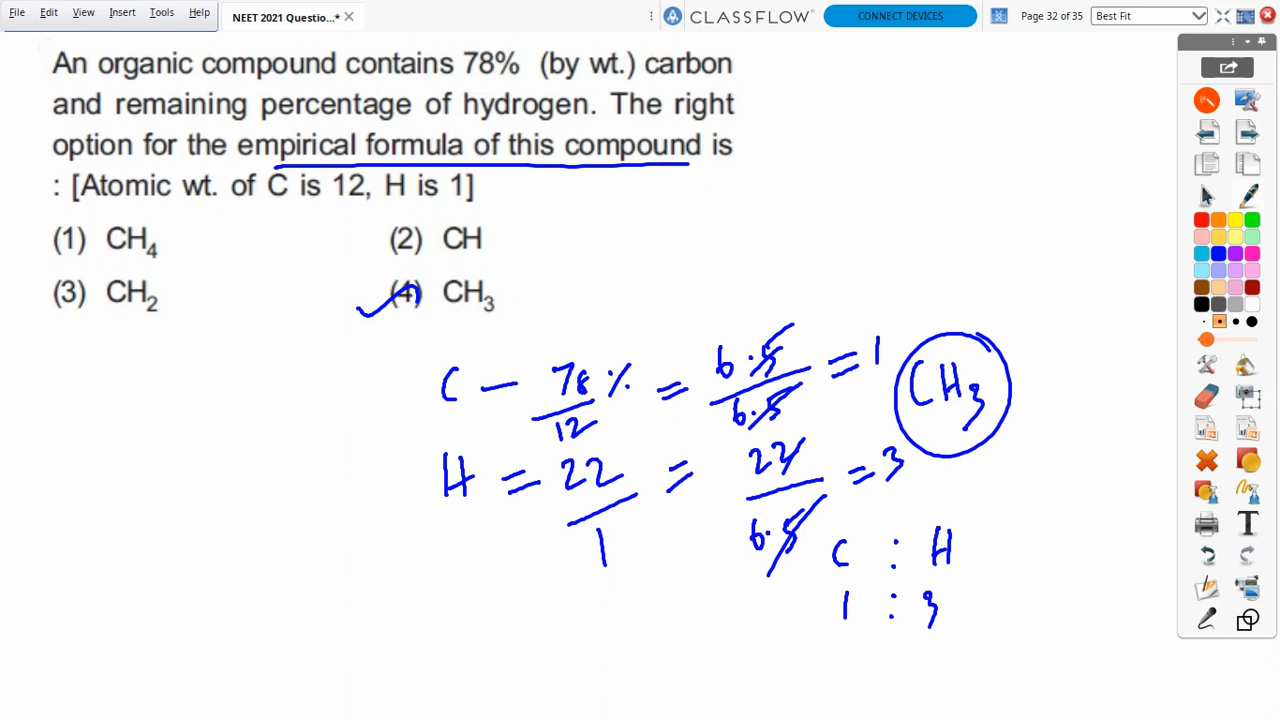 File Edit View Insert Tools Help NEET 2021 Questio...* CLASSFLOW CONNECT DEVICES Page 32 of 35 Best Fit
An organic compound contains 78% (by wt.) carbon
and remaining percentage of hydrogen. The right
option for the empirical formula of this compound is
: [Atomic wt. of C is 12, H is 1]
(1) CH₄ (2) CH
(3) CH₂ (4) CH₃
C – 78/12 % = 6.5/6.5 = 1 CH₃
H = 22/1 = 22/6.5 = 3
C : H
1 : 3